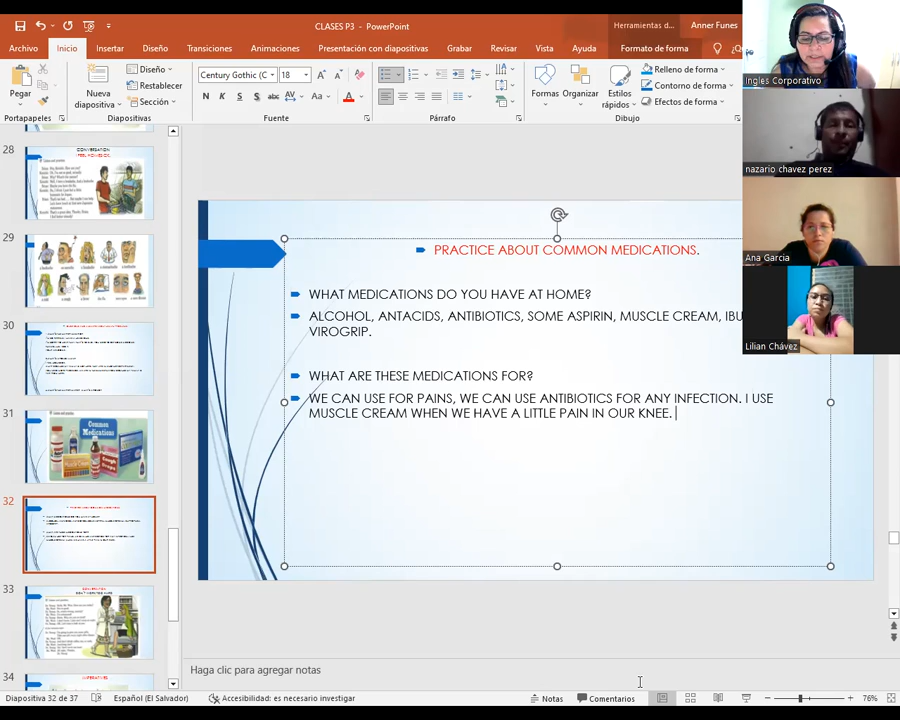 CLASES P3 - PowerPoint
Herramientas d...
Anner Funes
Archivo Inicio Insertar Diseño Transiciones Animaciones Presentación con diapositivas Grabar Revisar Vista Ayuda Formato de forma
Pegar
Nueva diapositiva
Diseño
Restablecer
Sección
Century Gothic (C 18
N K S S abc AV Aa A
Formas
Organizar
Estilos rápidos
Relleno de forma
Contorno de forma
Efectos de forma
Portapapeles Diapositivas Fuente Párrafo Dibujo
Ingles Corporativo
nazario chavez perez
Ana Garcia
Lilian Chávez
28
CONVERSATION
29
30
31
Common
Medications
Muscle Cream
32
33
34
PRACTICE ABOUT COMMON MEDICATIONS.
WHAT MEDICATIONS DO YOU HAVE AT HOME?
ALCOHOL, ANTACIDS, ANTIBIOTICS, SOME ASPIRIN, MUSCLE CREAM, IBU
VIROGRIP.
WHAT ARE THESE MEDICATIONS FOR?
WE CAN USE FOR PAINS, WE CAN USE ANTIBIOTICS FOR ANY INFECTION. I USE
MUSCLE CREAM WHEN WE HAVE A LITTLE PAIN IN OUR KNEE.
Haga clic para agregar notas
Diapositiva 32 de 37 Español (El Salvador) Accesibilidad: es necesario investigar Notas Comentarios 76%